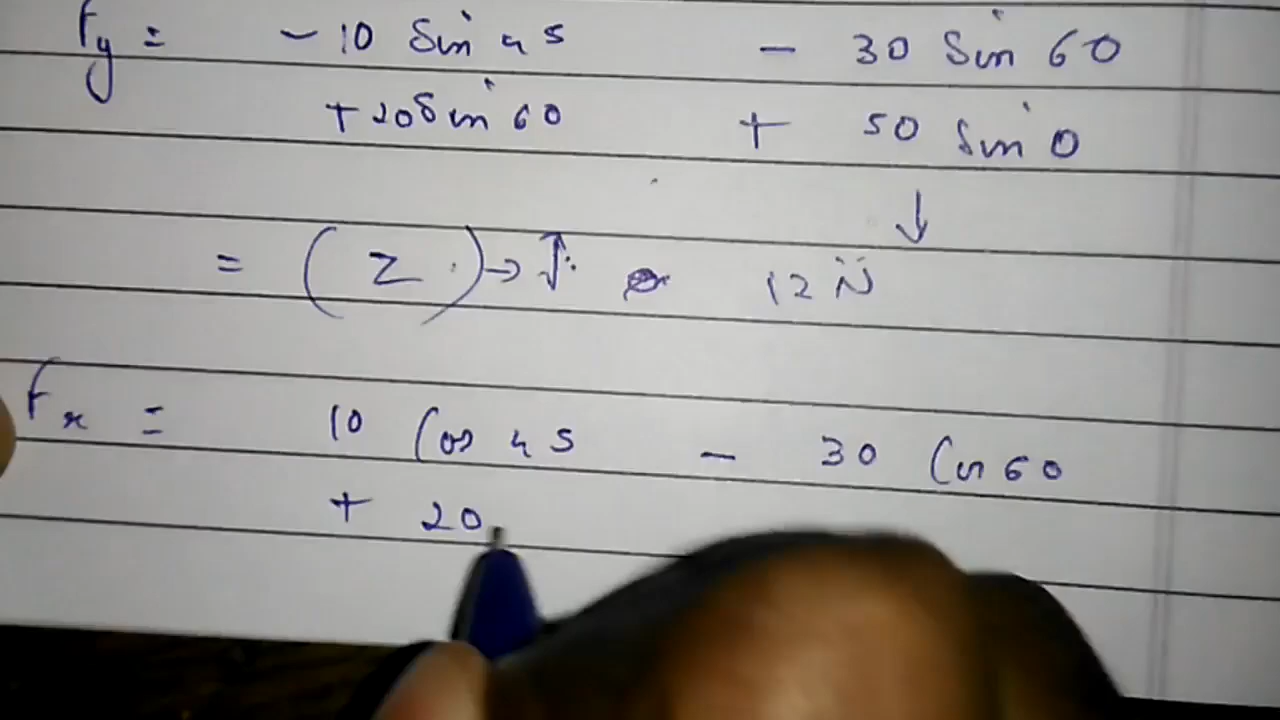 Fy = - 10 Sin 45 - 30 Sin 60
+ 20 Sin 60 + 50 Sin 0
↓
= (Z) → ↑ 12 N
Fx = 10 Cos 45 - 30 Cos 60
+ 20